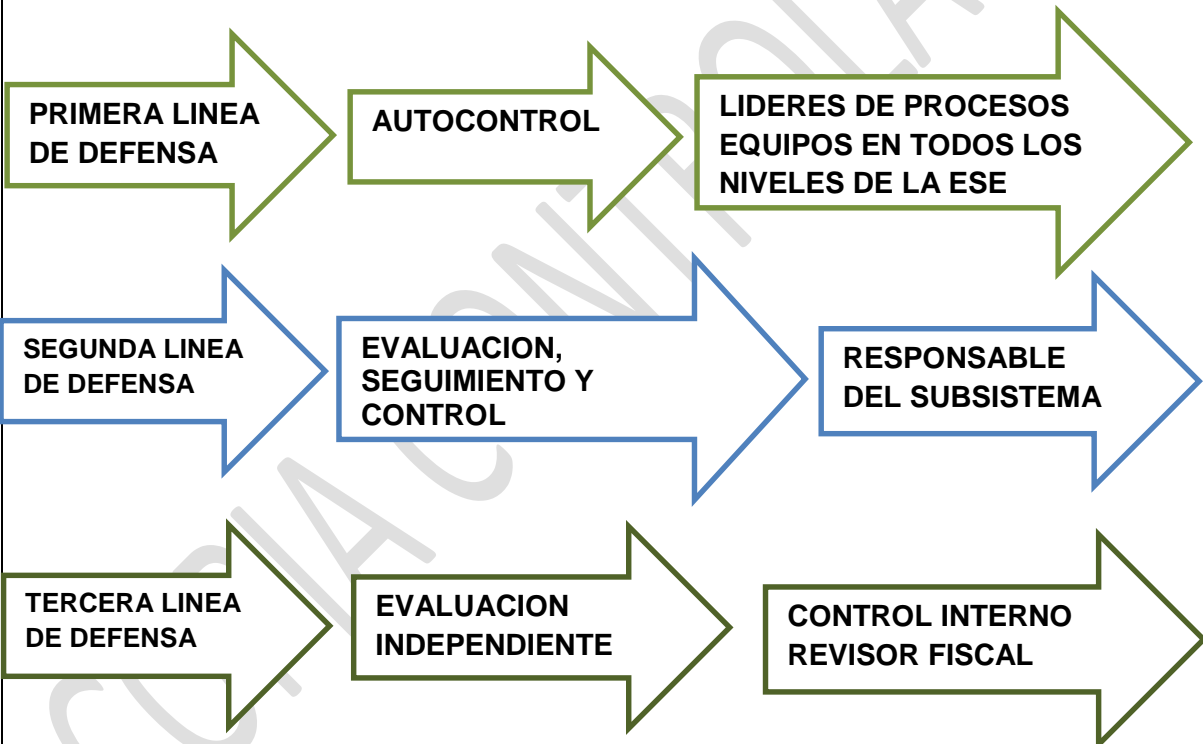 PRIMERA LINEA
DE DEFENSA
AUTOCONTROL
LIDERES DE PROCESOS
EQUIPOS EN TODOS LOS
NIVELES DE LA ESE
SEGUNDA LINEA
DE DEFENSA
EVALUACION,
SEGUIMIENTO Y
CONTROL
RESPONSABLE
DEL SUBSISTEMA
TERCERA LINEA
DE DEFENSA
EVALUACION
INDEPENDIENTE
CONTROL INTERNO
REVISOR FISCAL